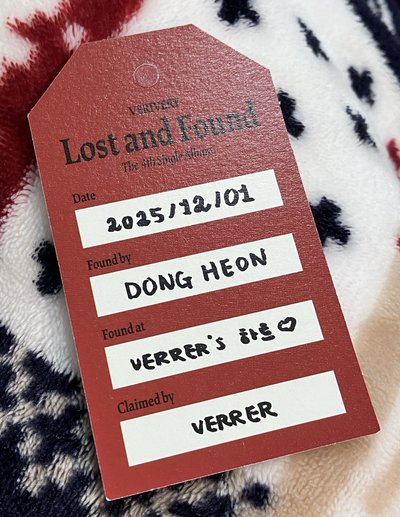 VERIVERY
Lost and Found
The 4th Single Album
Date
2025/12/01
Found by
DONG HEON
Found at
VERRER's 하트♡
Claimed by
VERRER